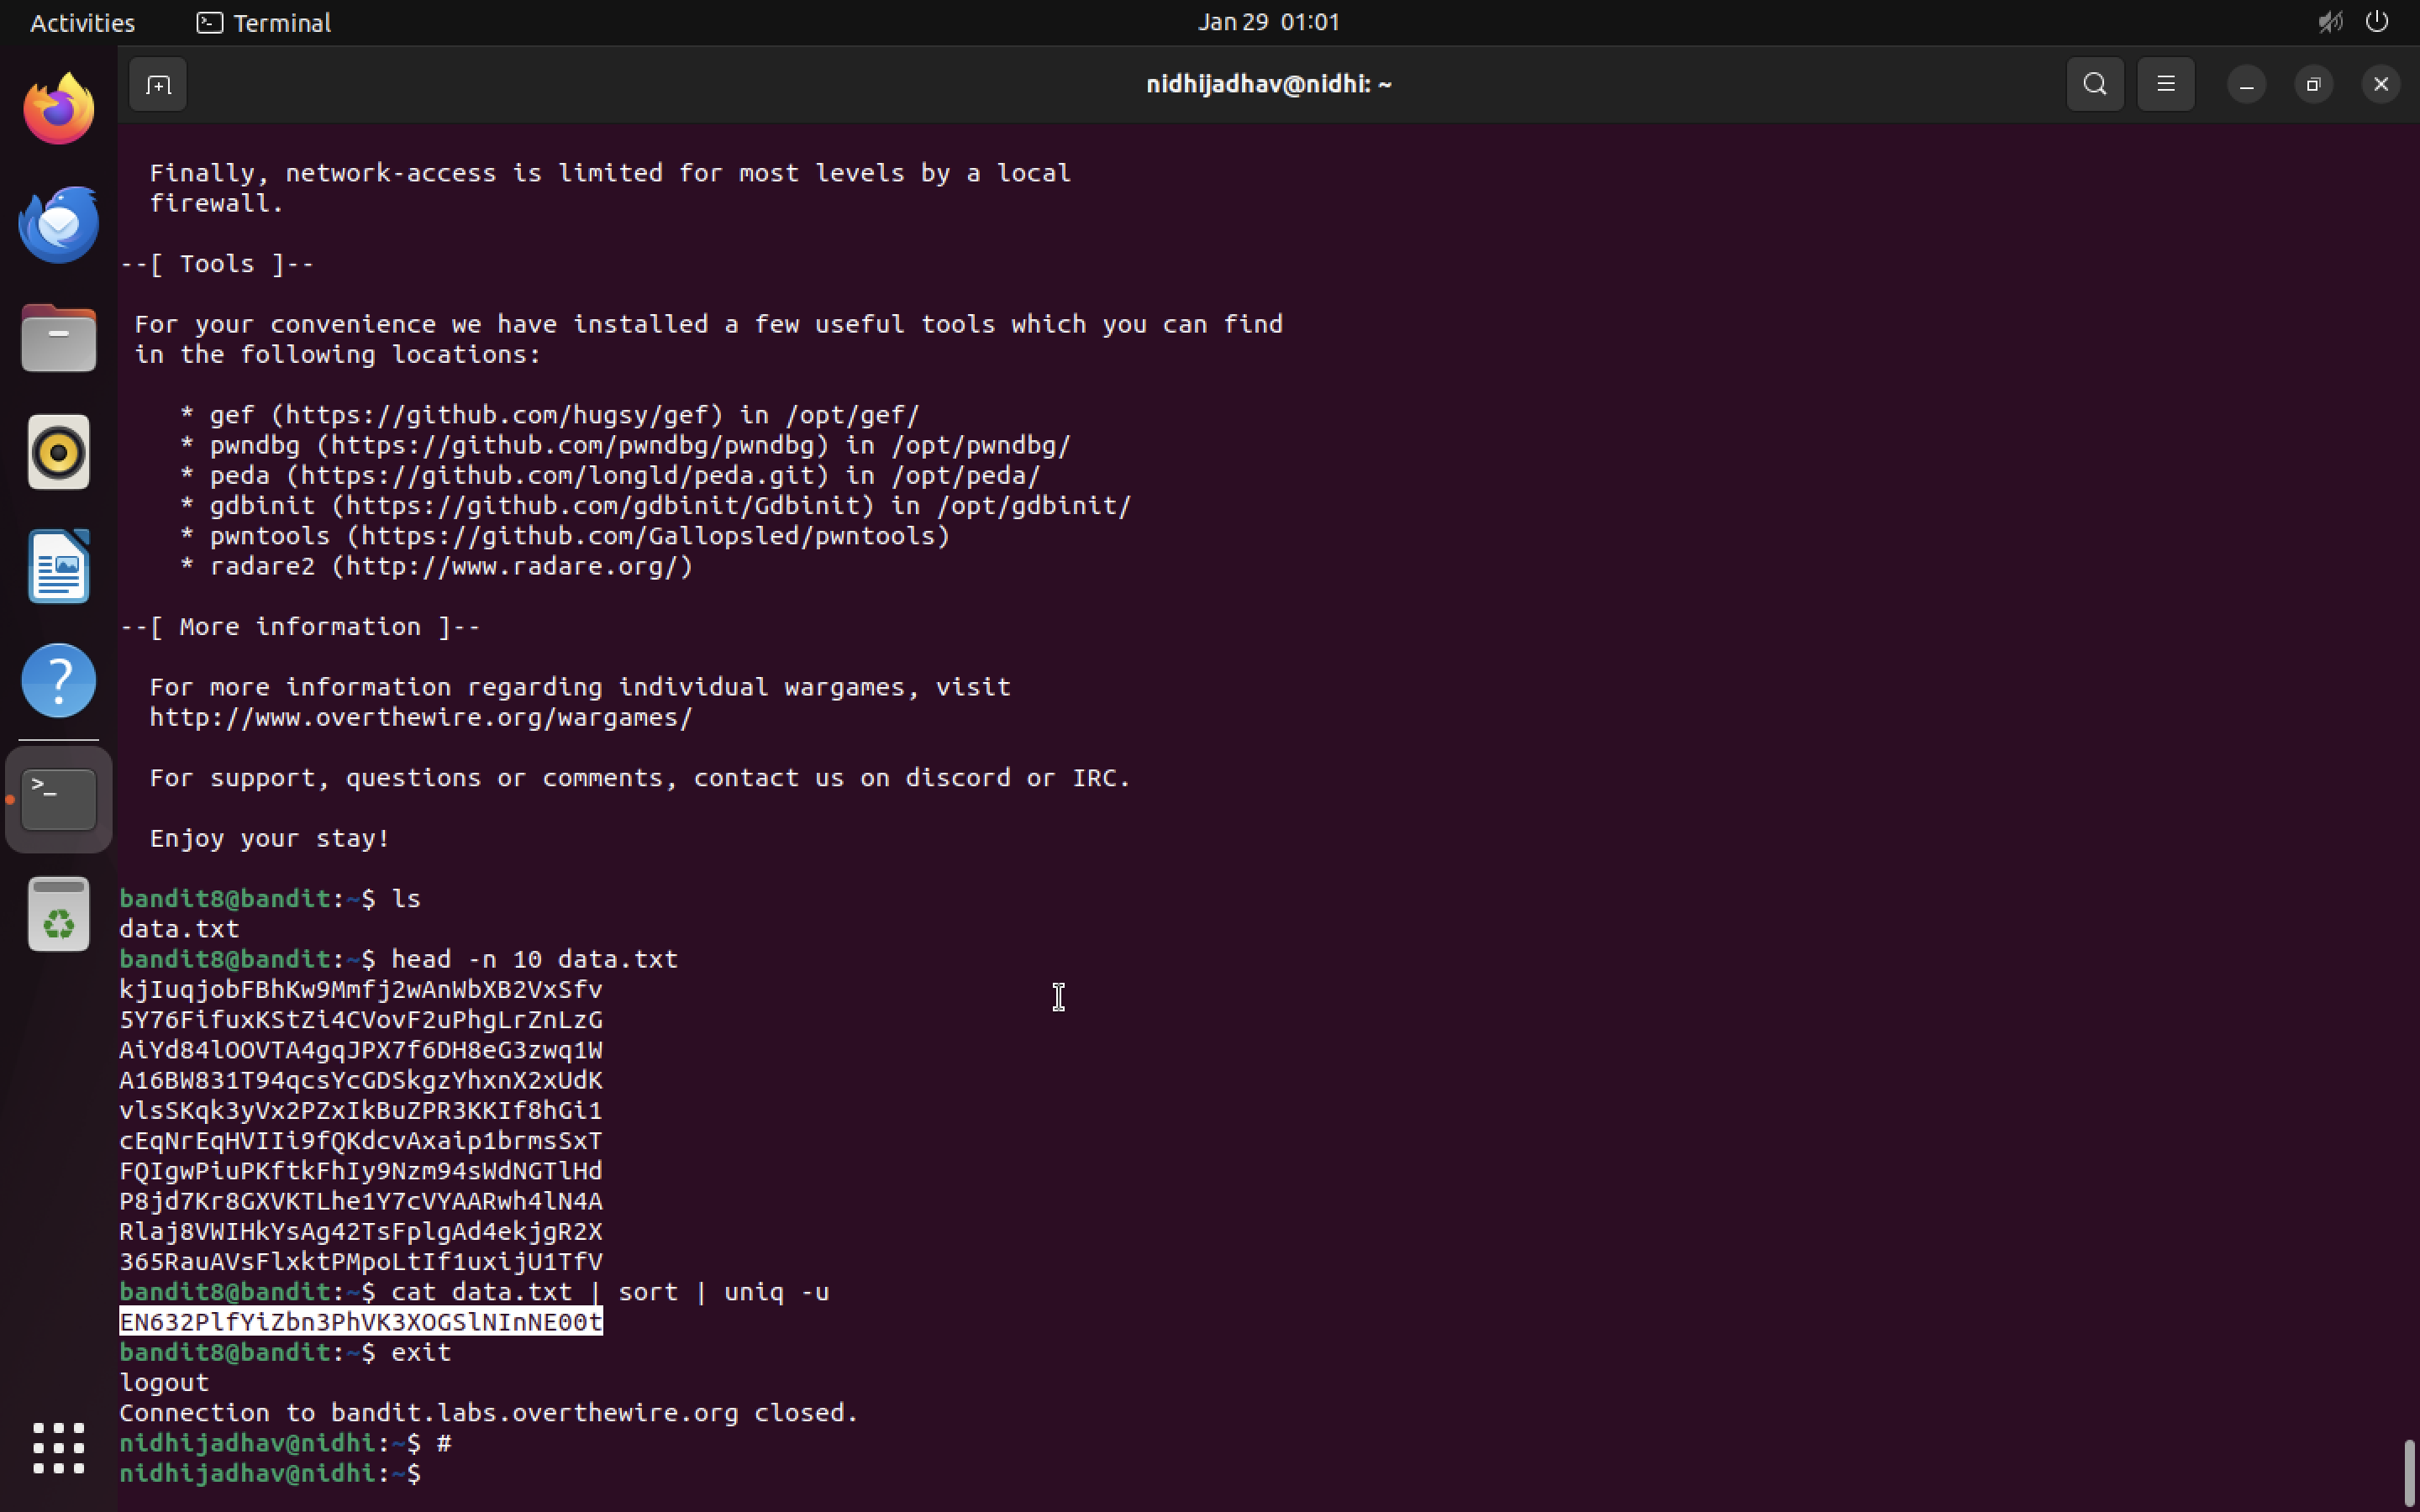 Activities
Terminal
Jan 29 01:01
nidhijadhav@nidhi: ~
Finally, network-access is limited for most levels by a local
firewall.
--[ Tools ]--
For your convenience we have installed a few useful tools which you can find
in the following locations:
* gef (https://github.com/hugsy/gef) in /opt/gef/
* pwndbg (https://github.com/pwndbg/pwndbg) in /opt/pwndbg/
* peda (https://github.com/longld/peda.git) in /opt/peda/
* gdbinit (https://github.com/gdbinit/Gdbinit) in /opt/gdbinit/
* pwntools (https://github.com/Gallopsled/pwntools)
* radare2 (http://www.radare.org/)
--[ More information ]--
For more information regarding individual wargames, visit
http://www.overthewire.org/wargames/
For support, questions or comments, contact us on discord or IRC.
Enjoy your stay!
bandit8@bandit:~$ ls
data.txt
bandit8@bandit:~$ head -n 10 data.txt
kjIuqjobFBhKw9Mmfj2wAnWbXB2VxSfv
5Y76FifuxKStZi4CVovF2uPhgLrZnLzG
AiYd84lOOVTA4gqJPX7f6DH8eG3zwq1W
A16BW831T94qcsYcGDSkgzYhxnX2xUdK
vlsSKqk3yVx2PZxIkBuZPR3KKIf8hGi1
cEqNrEqHVIIi9fQKdcvAxaip1brmsSxT
FQIgwPiuPKftkFhIy9Nzm94sWdNGTlHd
P8jd7Kr8GXVKTLhe1Y7cVYAARwh4lN4A
Rlaj8VWIHkYsAg42TsFplgAd4ekjgR2X
365RauAVsFlxktPMpoLtIf1uxijU1TfV
bandit8@bandit:~$ cat data.txt | sort | uniq -u
EN632PlfYiZbn3PhVK3XOGSlNInNE00t
bandit8@bandit:~$ exit
logout
Connection to bandit.labs.overthewire.org closed.
nidhijadhav@nidhi:~$ #
nidhijadhav@nidhi:~$